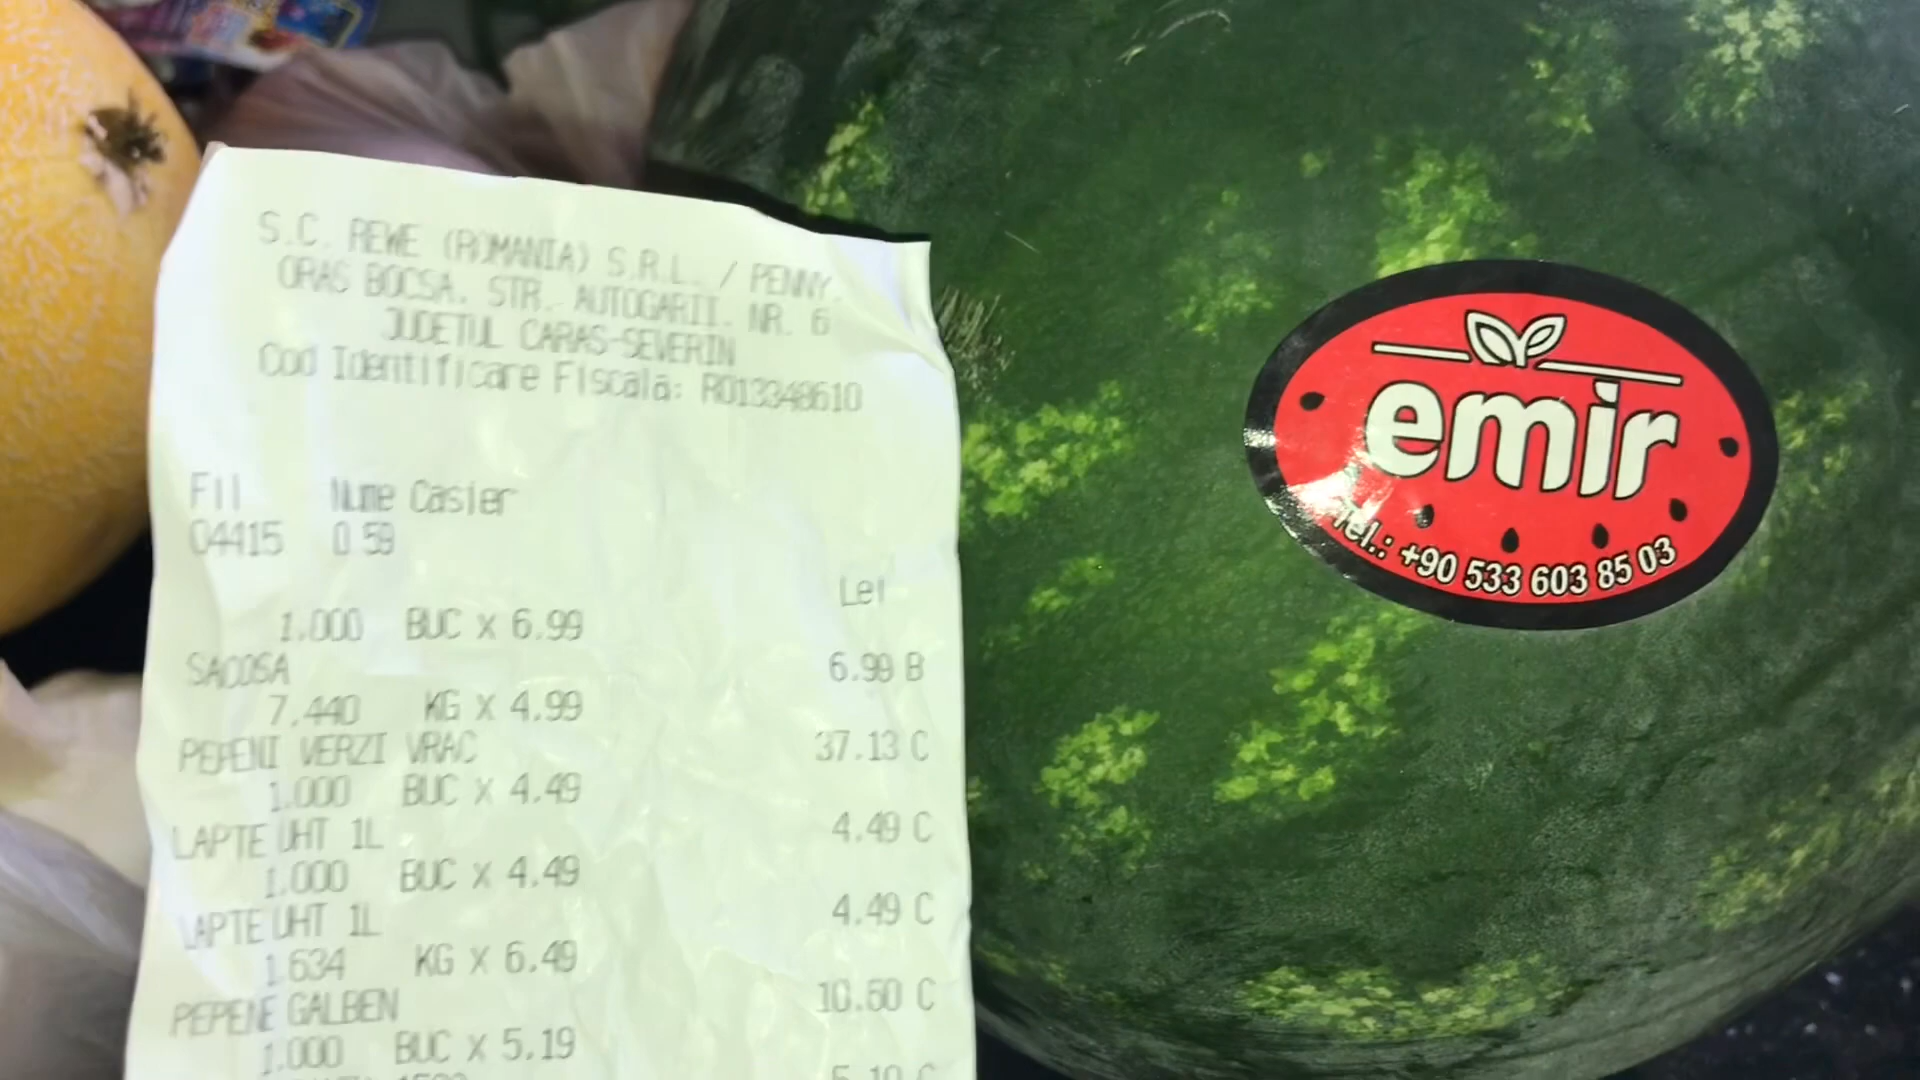 S.C. REWE (ROMANIA) S.R.L. / PENNY
ORAS BOCSA. STR. AUTOGARII. NR. 6
JUDETUL CARAS-SEVERIN
Cod Identificare Fiscală: RO13348610
Fil Nume Casier
04415 0 59
Lei
1.000 BUC X 6.99
SACOSA 6.99 B
7.440 KG X 4.99
PEPENI VERZI VRAC 37.13 C
1.000 BUC X 4.49
LAPTE UHT 1L 4.49 C
1.000 BUC X 4.49
LAPTE UHT 1L 4.49 C
1.634 KG X 6.49
PEPENE GALBEN 10.60 C
1.000 BUC X 5.19
5.19 C
emir
Tel.: +90 533 603 85 03